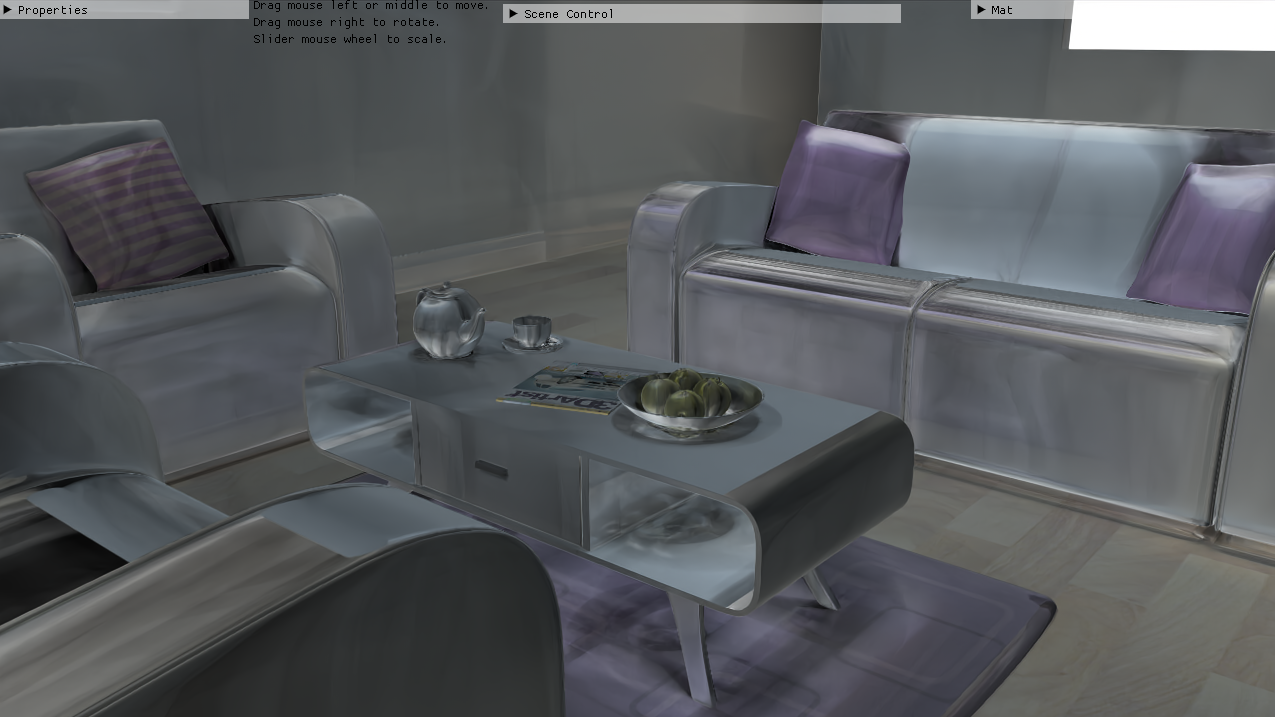 Properties
Drag mouse left or middle to move.
Drag mouse right to rotate.
Slider mouse wheel to scale.
Scene Control
Mat
3Dartist